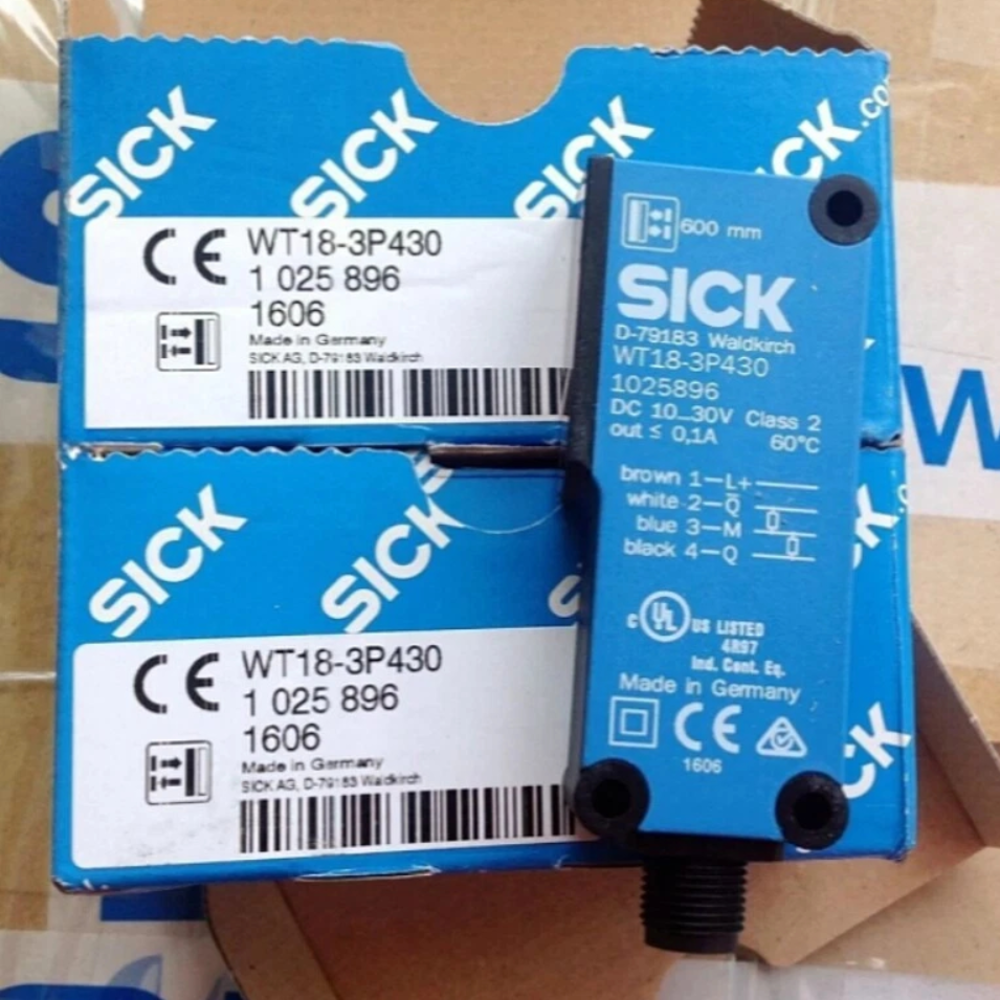 SICK
SICK
SICK
SICK.co
WT18-3P430
1 025 896
1606
Made in Germany
SICK AG, D-79183 Waldkirch
SICK
SICK
WT18-3P430
1 025 896
1606
Made in Germany
SICK AG, D-79183 Waldkirch
600 mm
SICK
D-79183 Waldkirch
WT18-3P430
1025896
DC 10...30V Class 2
out ≤ 0,1A 60°C
brown 1–L+
white 2–Q̅
blue 3–M
black 4–Q
c UL US LISTED
4R97
Ind. Cont. Eq.
Made in Germany
CE
1606
CK
W